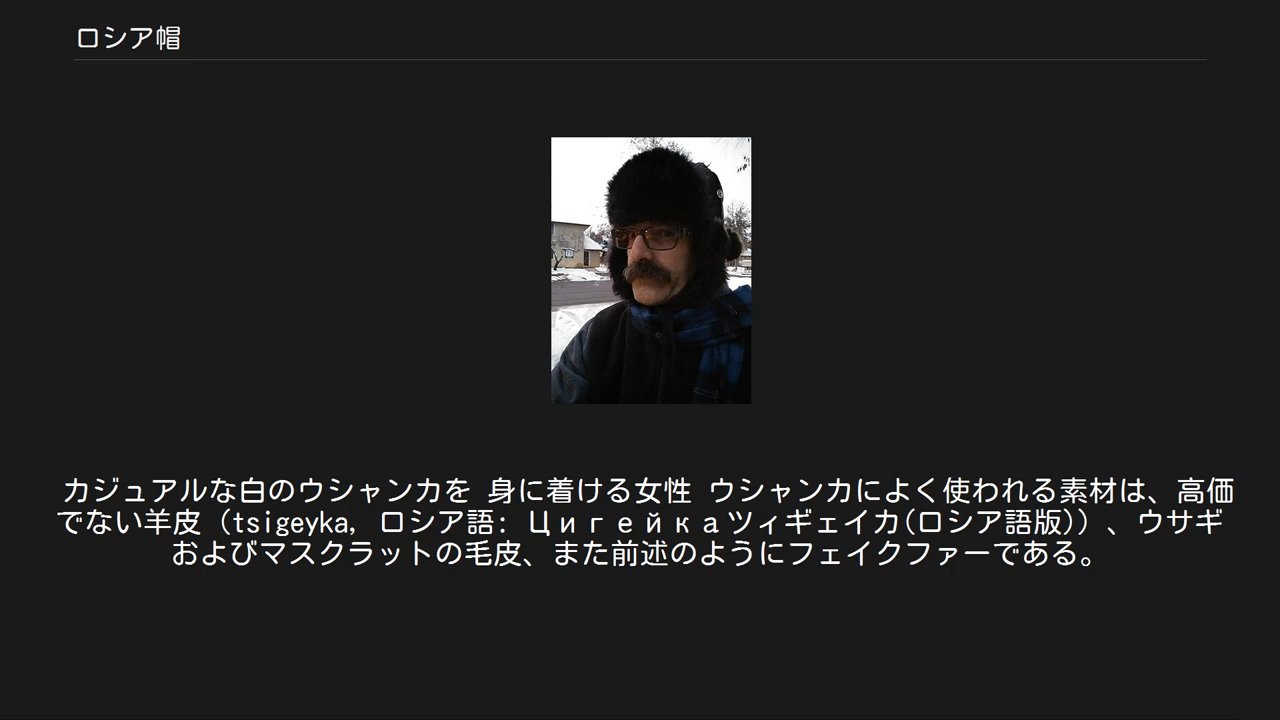 ロシア帽
カジュアルな白のウシャンカを 身に着ける女性 ウシャンカによく使われる素材は、高価
でない羊皮（tsigeyka, ロシア語: Цигейкаツィギェイカ(ロシア語版)）、ウサギ
およびマスクラットの毛皮、また前述のようにフェイクファーである。